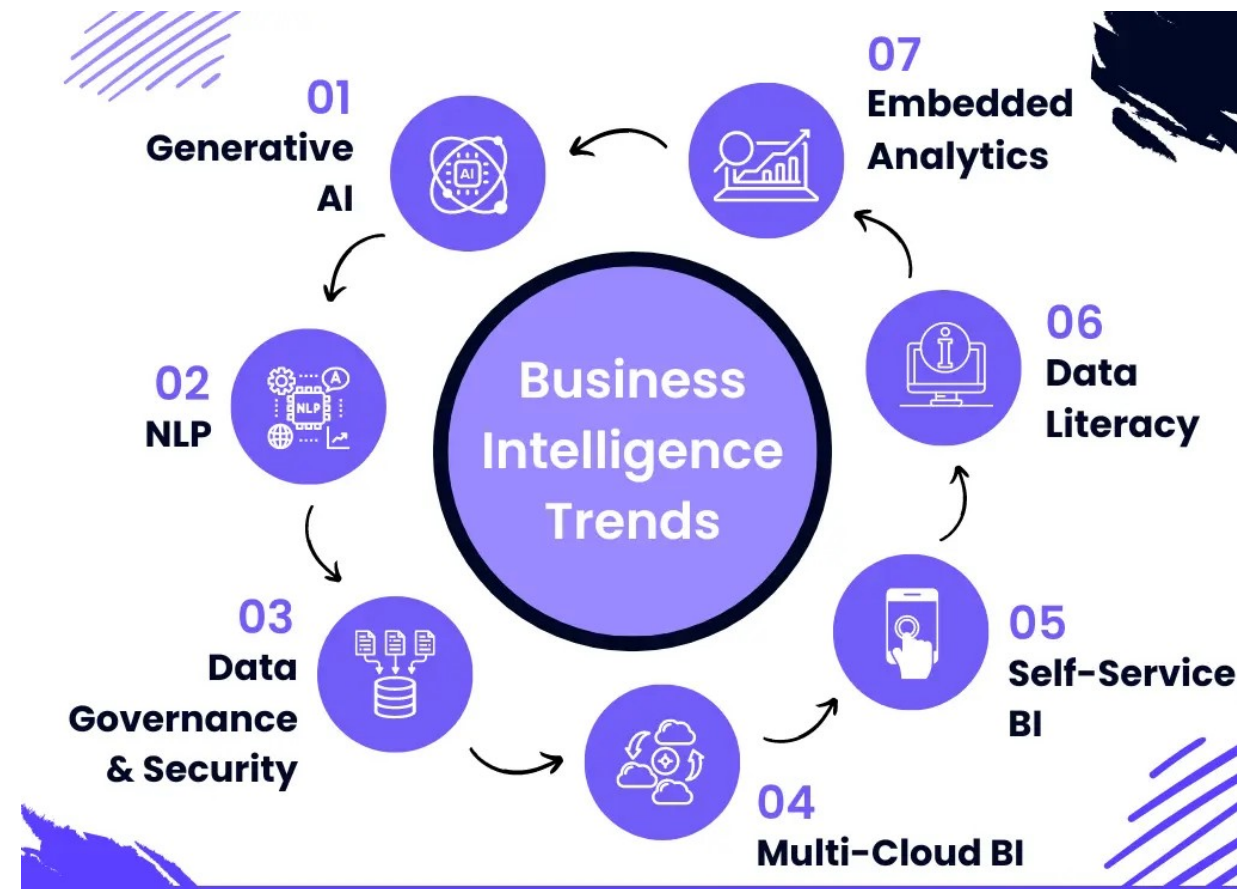 Business
Intelligence
Trends
01
Generative
AI
AI
02
NLP
NLP
A
03
Data
Governance
& Security
04
Multi-Cloud BI
05
Self-Service
BI
06
Data
Literacy
i
07
Embedded
Analytics